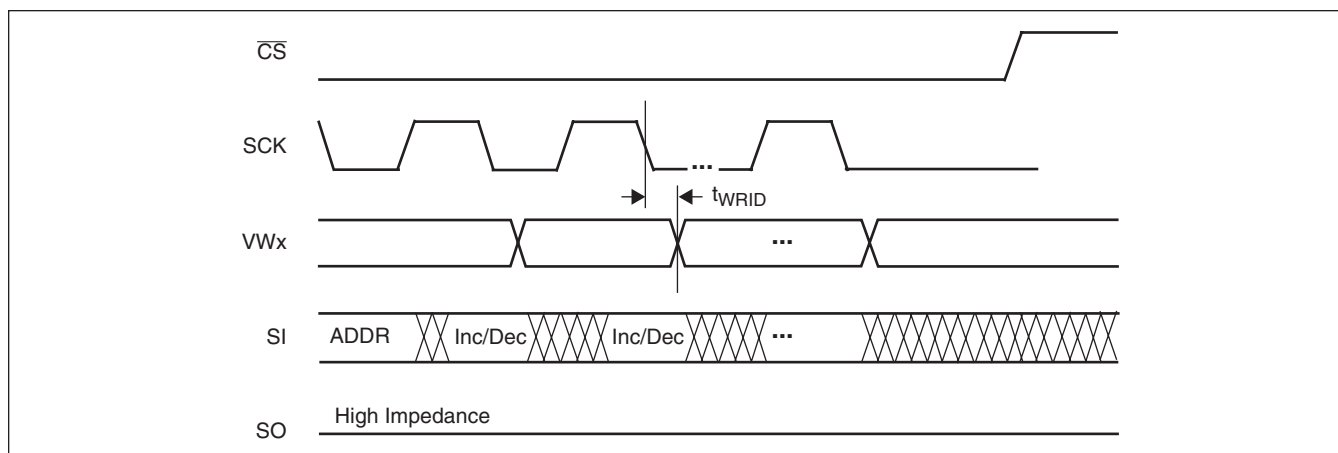 CS
SCK
...
tWRID
VWx
...
SI ADDR Inc/Dec Inc/Dec ...
SO High Impedance